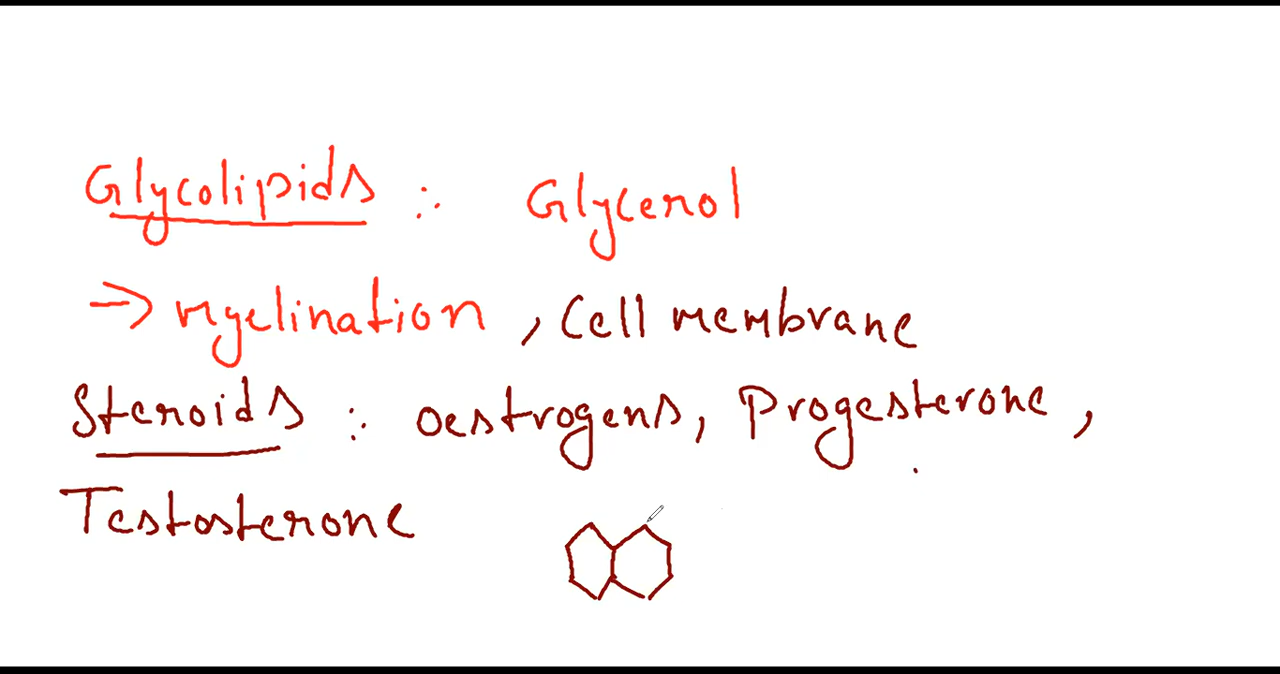 Glycolipids : Glycerol
→ myelination , Cell membrane
Steroids : oestrogens, Progesterone ,
Testosterone